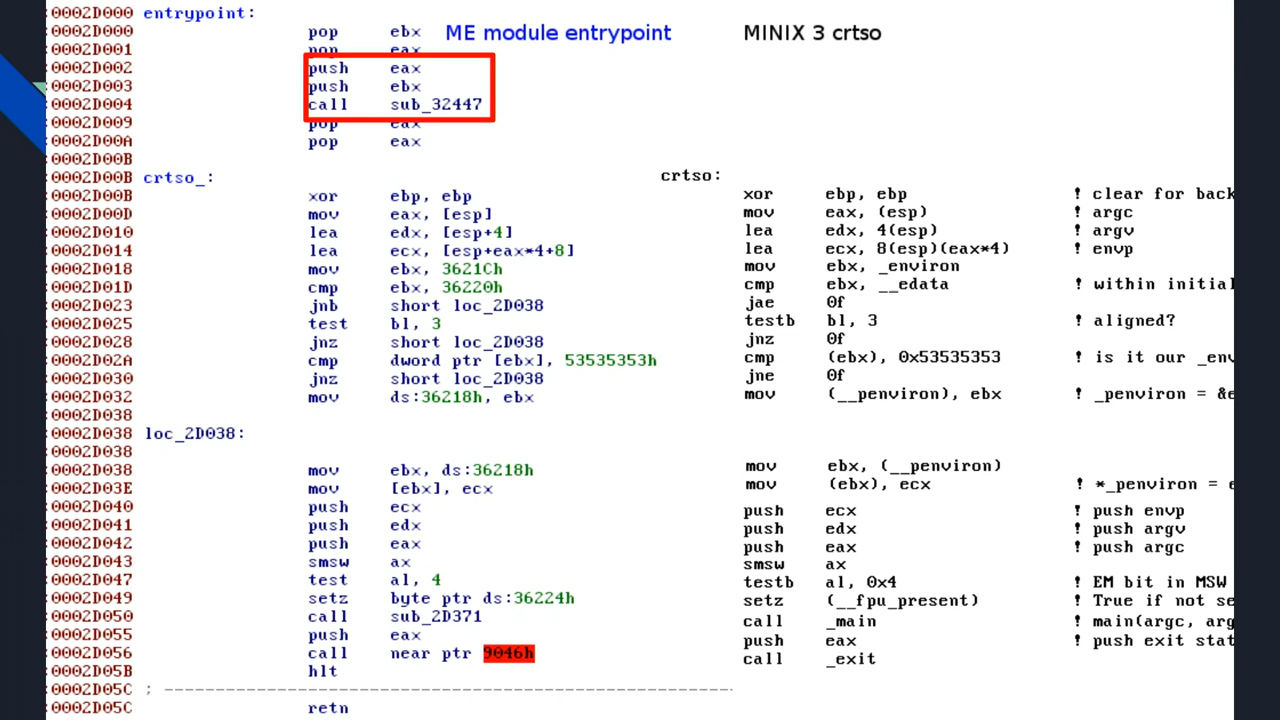 :0002D000 entrypoint:
:0002D000 pop ebx ME module entrypoint MINIX 3 crtso
:0002D001 pop eax
:0002D002 push eax
:0002D003 push ebx
:0002D004 call sub_32447
:0002D009 pop eax
:0002D00A pop eax
:0002D00B
:0002D00B crtso_: crtso:
:0002D00B xor ebp, ebp xor ebp, ebp ! clear for back
:0002D00D mov eax, [esp] mov eax, (esp) ! argc
:0002D010 lea edx, [esp+4] lea edx, 4(esp) ! argv
:0002D014 lea ecx, [esp+eax*4+8] lea ecx, 8(esp)(eax*4) ! envp
:0002D018 mov ebx, 3621Ch mov ebx, _environ
:0002D01D cmp ebx, 36220h cmp ebx, __edata ! within initial
:0002D023 jnb short loc_2D038 jae 0f
:0002D025 test bl, 3 testb bl, 3 ! aligned?
:0002D028 jnz short loc_2D038 jnz 0f
:0002D02A cmp dword ptr [ebx], 53535353h cmp (ebx), 0x53535353 ! is it our _env
:0002D030 jnz short loc_2D038 jne 0f
:0002D032 mov ds:36218h, ebx mov (__penviron), ebx ! _penviron = &e
:0002D038
:0002D038 loc_2D038:
:0002D038
:0002D038 mov ebx, ds:36218h mov ebx, (__penviron)
:0002D03E mov [ebx], ecx mov (ebx), ecx ! *_penviron = e
:0002D040 push ecx push ecx ! push envp
:0002D041 push edx push edx ! push argv
:0002D042 push eax push eax ! push argc
:0002D043 smsw ax smsw ax
:0002D047 test al, 4 testb al, 0x4 ! EM bit in MSW
:0002D049 setz byte ptr ds:36224h setz (__fpu_present) ! True if not se
:0002D050 call sub_2D371 call _main ! main(argc, arg
:0002D055 push eax push eax ! push exit stat
:0002D056 call near ptr 9046h call _exit
:0002D05B hlt
:0002D05C ; ---------------------------------------------------------------
:0002D05C retn